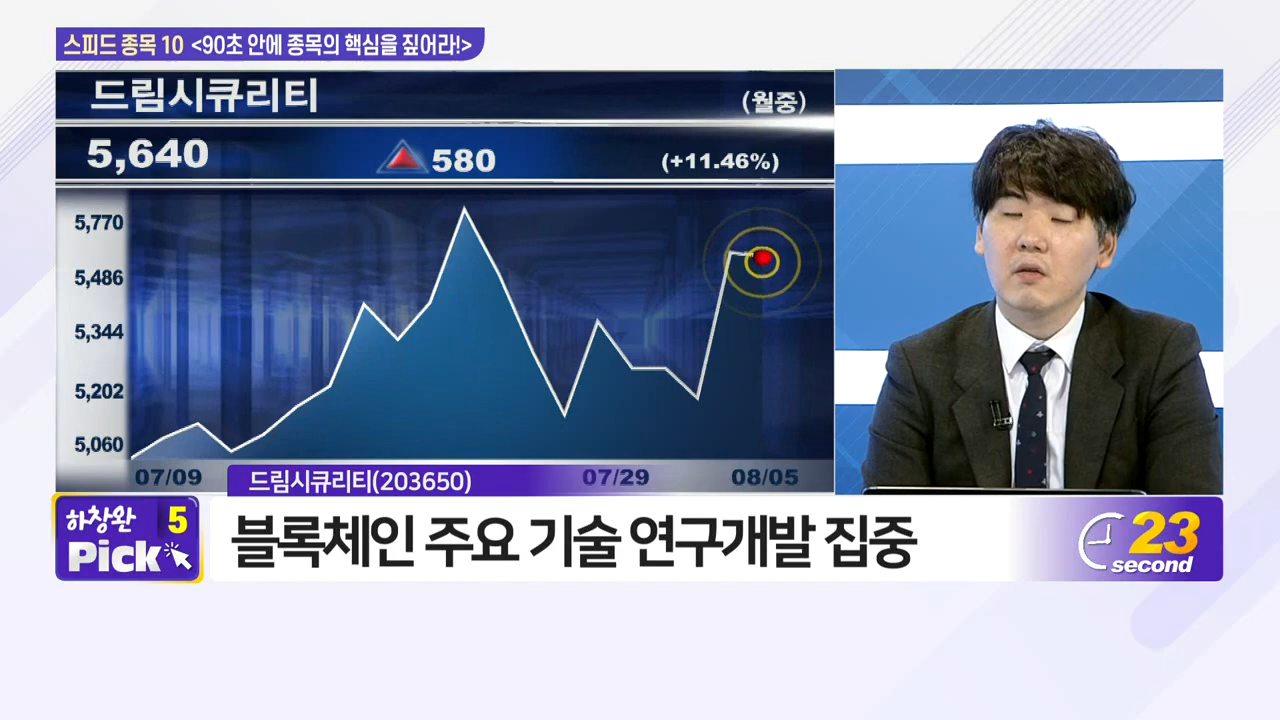 스피드 종목 10 <90초 안에 종목의 핵심을 짚어라!>
드림시큐리티
(월중)
5,640
580
(+11.46%)
5,770
5,486
5,344
5,202
5,060
07/09
07/29
08/05
드림시큐리티(203650)
하창완 5
Pick
블록체인 주요 기술 연구개발 집중
23
second